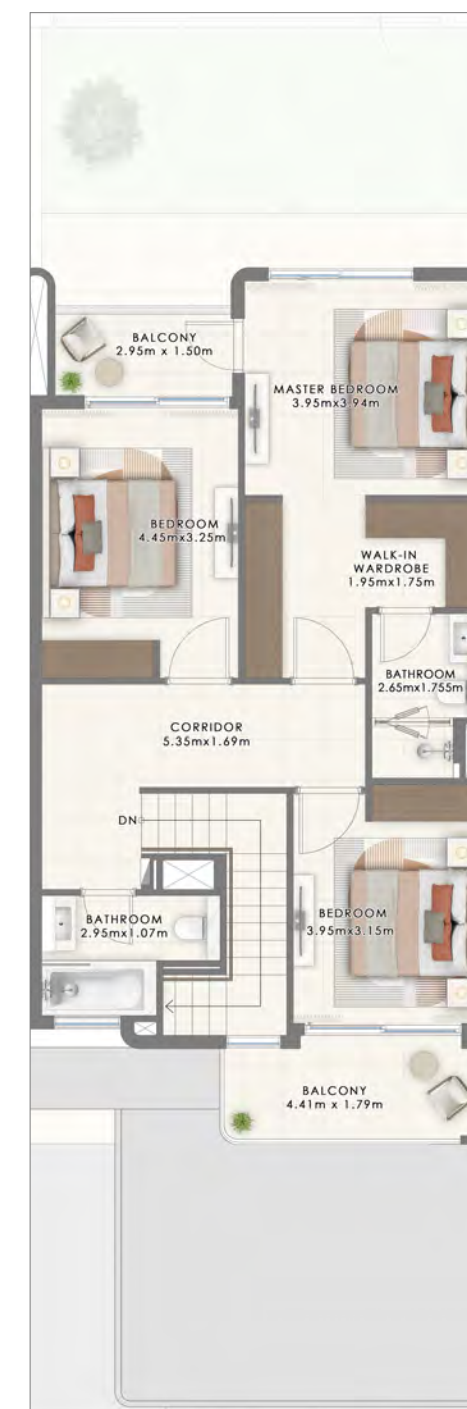 BALCONY
2.95m x 1.50m
MASTER BEDROOM
3.95mx3.94m
BEDROOM
4.45mx3.25m
WALK-IN
WARDROBE
1.95mx1.75m
BATHROOM
2.65mx1.755m
CORRIDOR
5.35mx1.69m
DN
BATHROOM
2.95mx1.07m
BEDROOM
3.95mx3.15m
BALCONY
4.41m x 1.79m